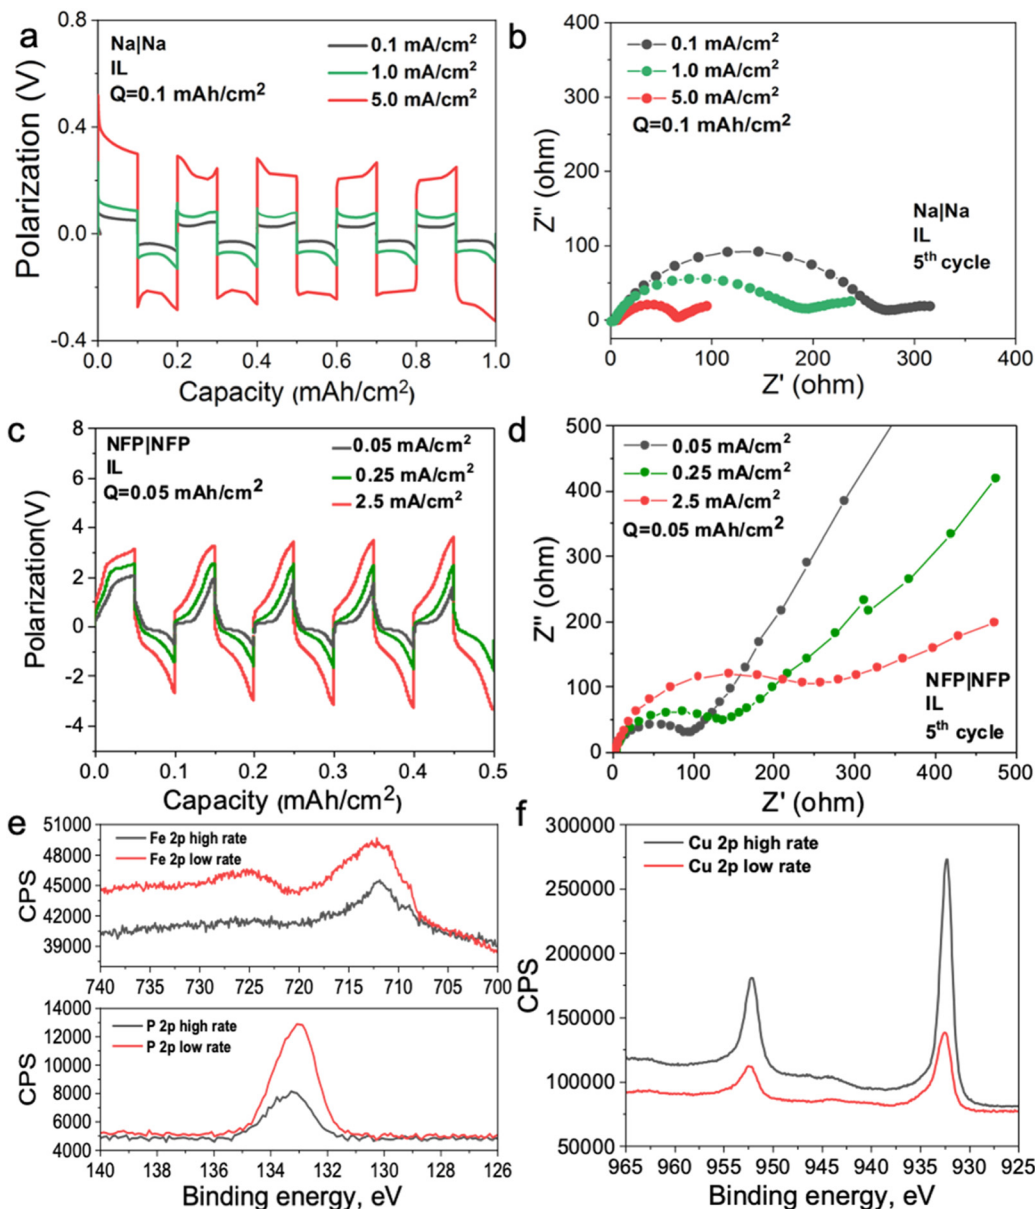 a
Na|Na
IL
Q=0.1 mAh/cm²
0.1 mA/cm²
1.0 mA/cm²
5.0 mA/cm²
Polarization (V)
0.8
0.4
0.0
-0.4
0.0 0.2 0.4 0.6 0.8 1.0
Capacity (mAh/cm²)
b
0.1 mA/cm²
1.0 mA/cm²
5.0 mA/cm²
Q=0.1 mAh/cm²
Na|Na
IL
5th cycle
Z'' (ohm)
400
300
200
100
0
0 100 200 300 400
Z' (ohm)
c
NFP|NFP
IL
Q=0.05 mAh/cm²
0.05 mA/cm²
0.25 mA/cm²
2.5 mA/cm²
Polarization(V)
8
6
4
2
0
-2
-4
0.0 0.1 0.2 0.3 0.4 0.5
Capacity (mAh/cm²)
d
0.05 mA/cm²
0.25 mA/cm²
2.5 mA/cm²
Q=0.05 mAh/cm²
NFP|NFP
IL
5th cycle
Z'' (ohm)
500
400
300
200
100
0
0 100 200 300 400 500
Z' (ohm)
e
Fe 2p high rate
Fe 2p low rate
CPS
51000
48000
45000
42000
39000
740 735 730 725 720 715 710 705 700
P 2p high rate
P 2p low rate
CPS
14000
12000
10000
8000
6000
4000
140 138 136 134 132 130 128 126
Binding energy, eV
f
Cu 2p high rate
Cu 2p low rate
CPS
300000
250000
200000
150000
100000
50000
965 960 955 950 945 940 935 930 925
Binding energy, eV